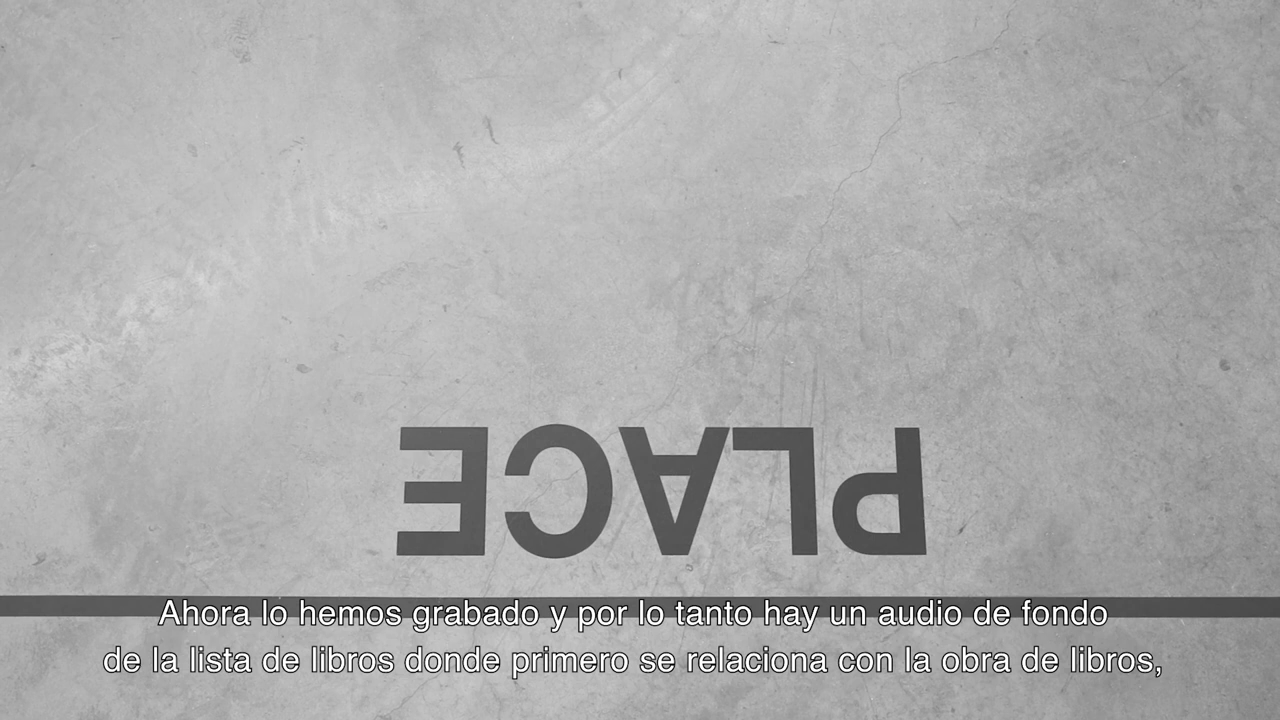 PLACE
Ahora lo hemos grabado y por lo tanto hay un audio de fondo
de la lista de libros donde primero se relaciona con la obra de libros,